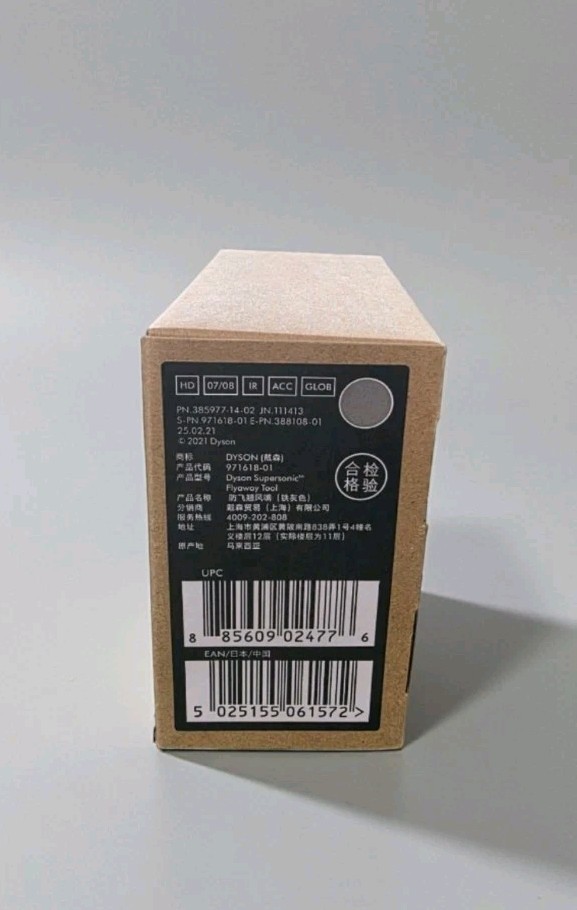 HD 07/08 IR ACC GLOB
PN.385977-14-02 JN.111413
S-PN.971618-01 E-PN.388108-01
25.02.21
© 2021 Dyson
商标 DYSON (戴森)
产品代码 971618-01
产品型号 Dyson Supersonic™
Flyaway Tool
合检
格验
产品名称 防飞翘风嘴 (铁灰色)
分销商 戴森贸易 (上海) 有限公司
服务热线 4009-202-808
地址 上海市黄浦区黄陂南路838弄1号4幢名
义楼层12层 (实际楼层为11层)
原产地 马来西亚
UPC
8 85609 02477 6
EAN/日本/中国
5 025155 061572 >